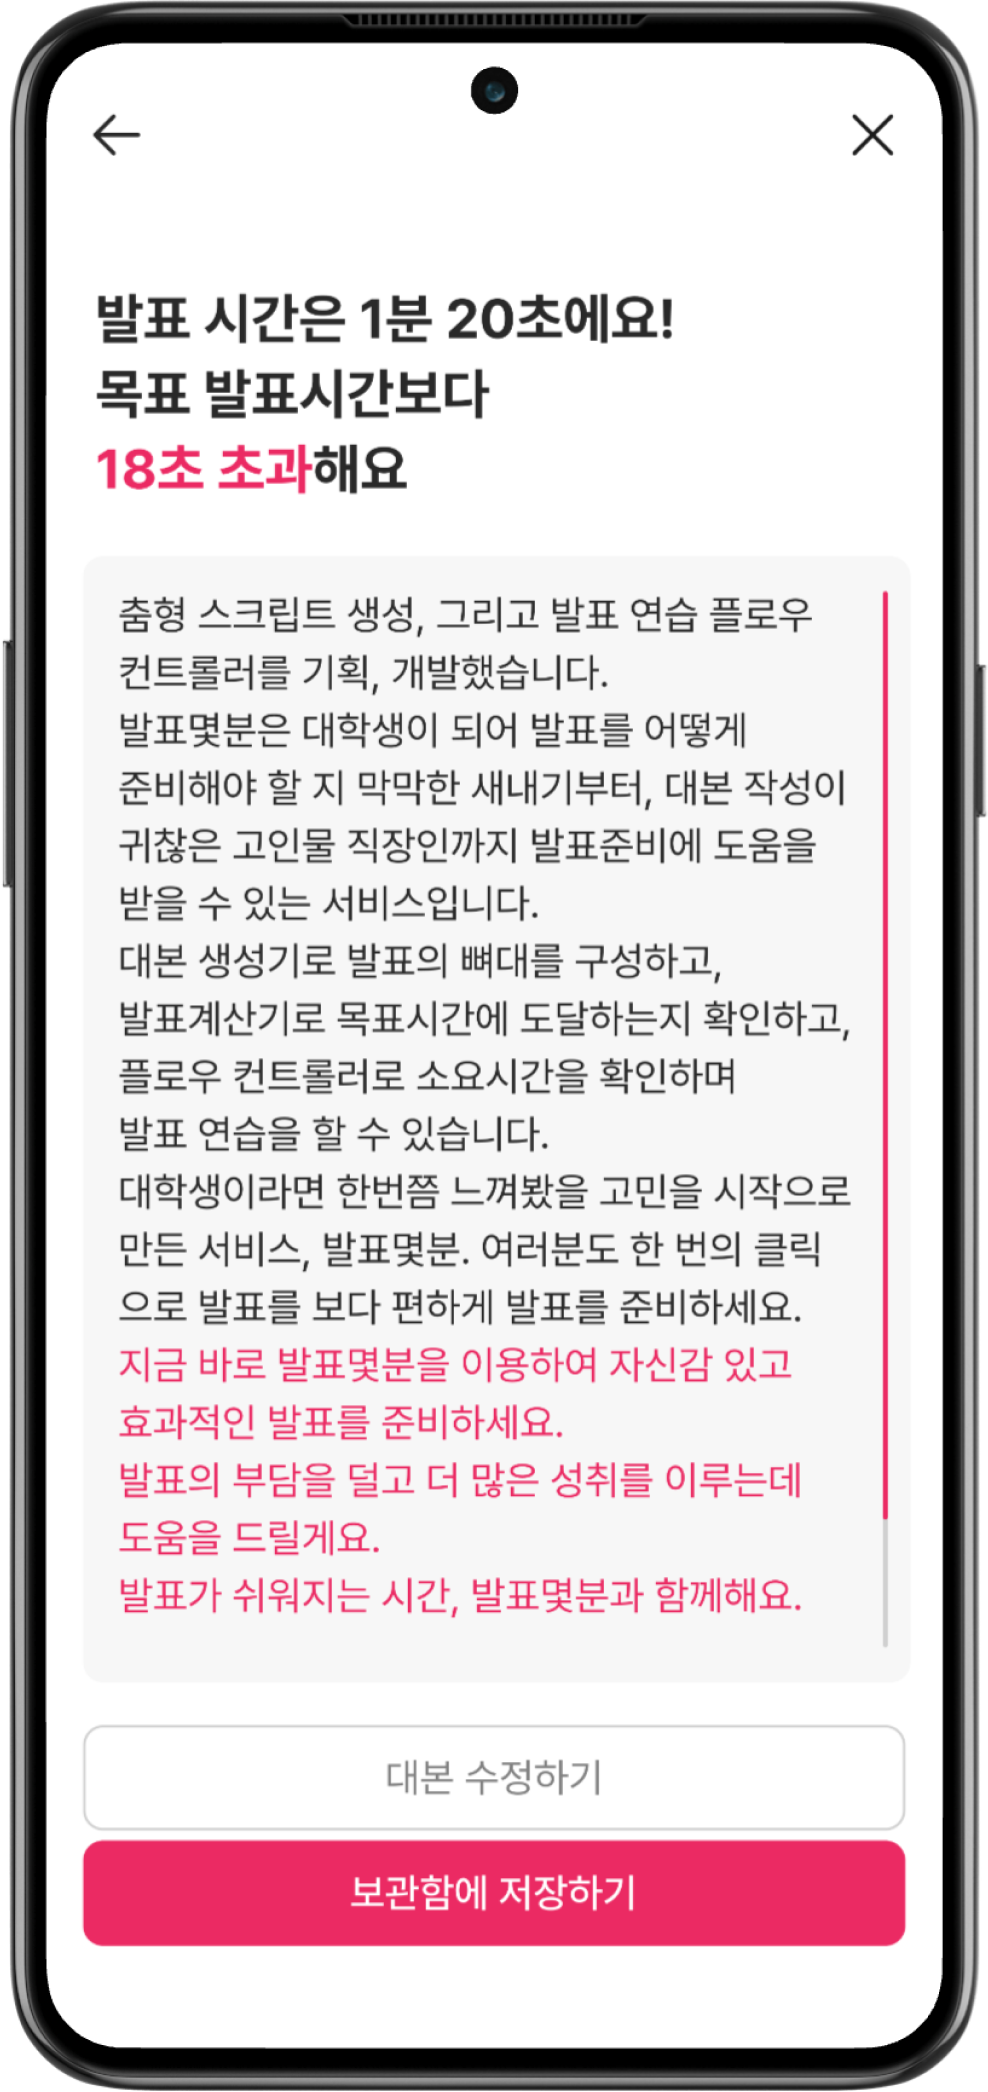 발표 시간은 1분 20초에요!
목표 발표시간보다
18초 초과해요
춤형 스크립트 생성, 그리고 발표 연습 플로우
컨트롤러를 기획, 개발했습니다.
발표몇분은 대학생이 되어 발표를 어떻게
준비해야 할 지 막막한 새내기부터, 대본 작성이
귀찮은 고인물 직장인까지 발표준비에 도움을
받을 수 있는 서비스입니다.
대본 생성기로 발표의 뼈대를 구성하고,
발표계산기로 목표시간에 도달하는지 확인하고,
플로우 컨트롤러로 소요시간을 확인하며
발표 연습을 할 수 있습니다.
대학생이라면 한번쯤 느껴봤을 고민을 시작으로
만든 서비스, 발표몇분. 여러분도 한 번의 클릭
으로 발표를 보다 편하게 발표를 준비하세요.
지금 바로 발표몇분을 이용하여 자신감 있고
효과적인 발표를 준비하세요.
발표의 부담을 덜고 더 많은 성취를 이루는데
도움을 드릴게요.
발표가 쉬워지는 시간, 발표몇분과 함께해요.
대본 수정하기
보관함에 저장하기